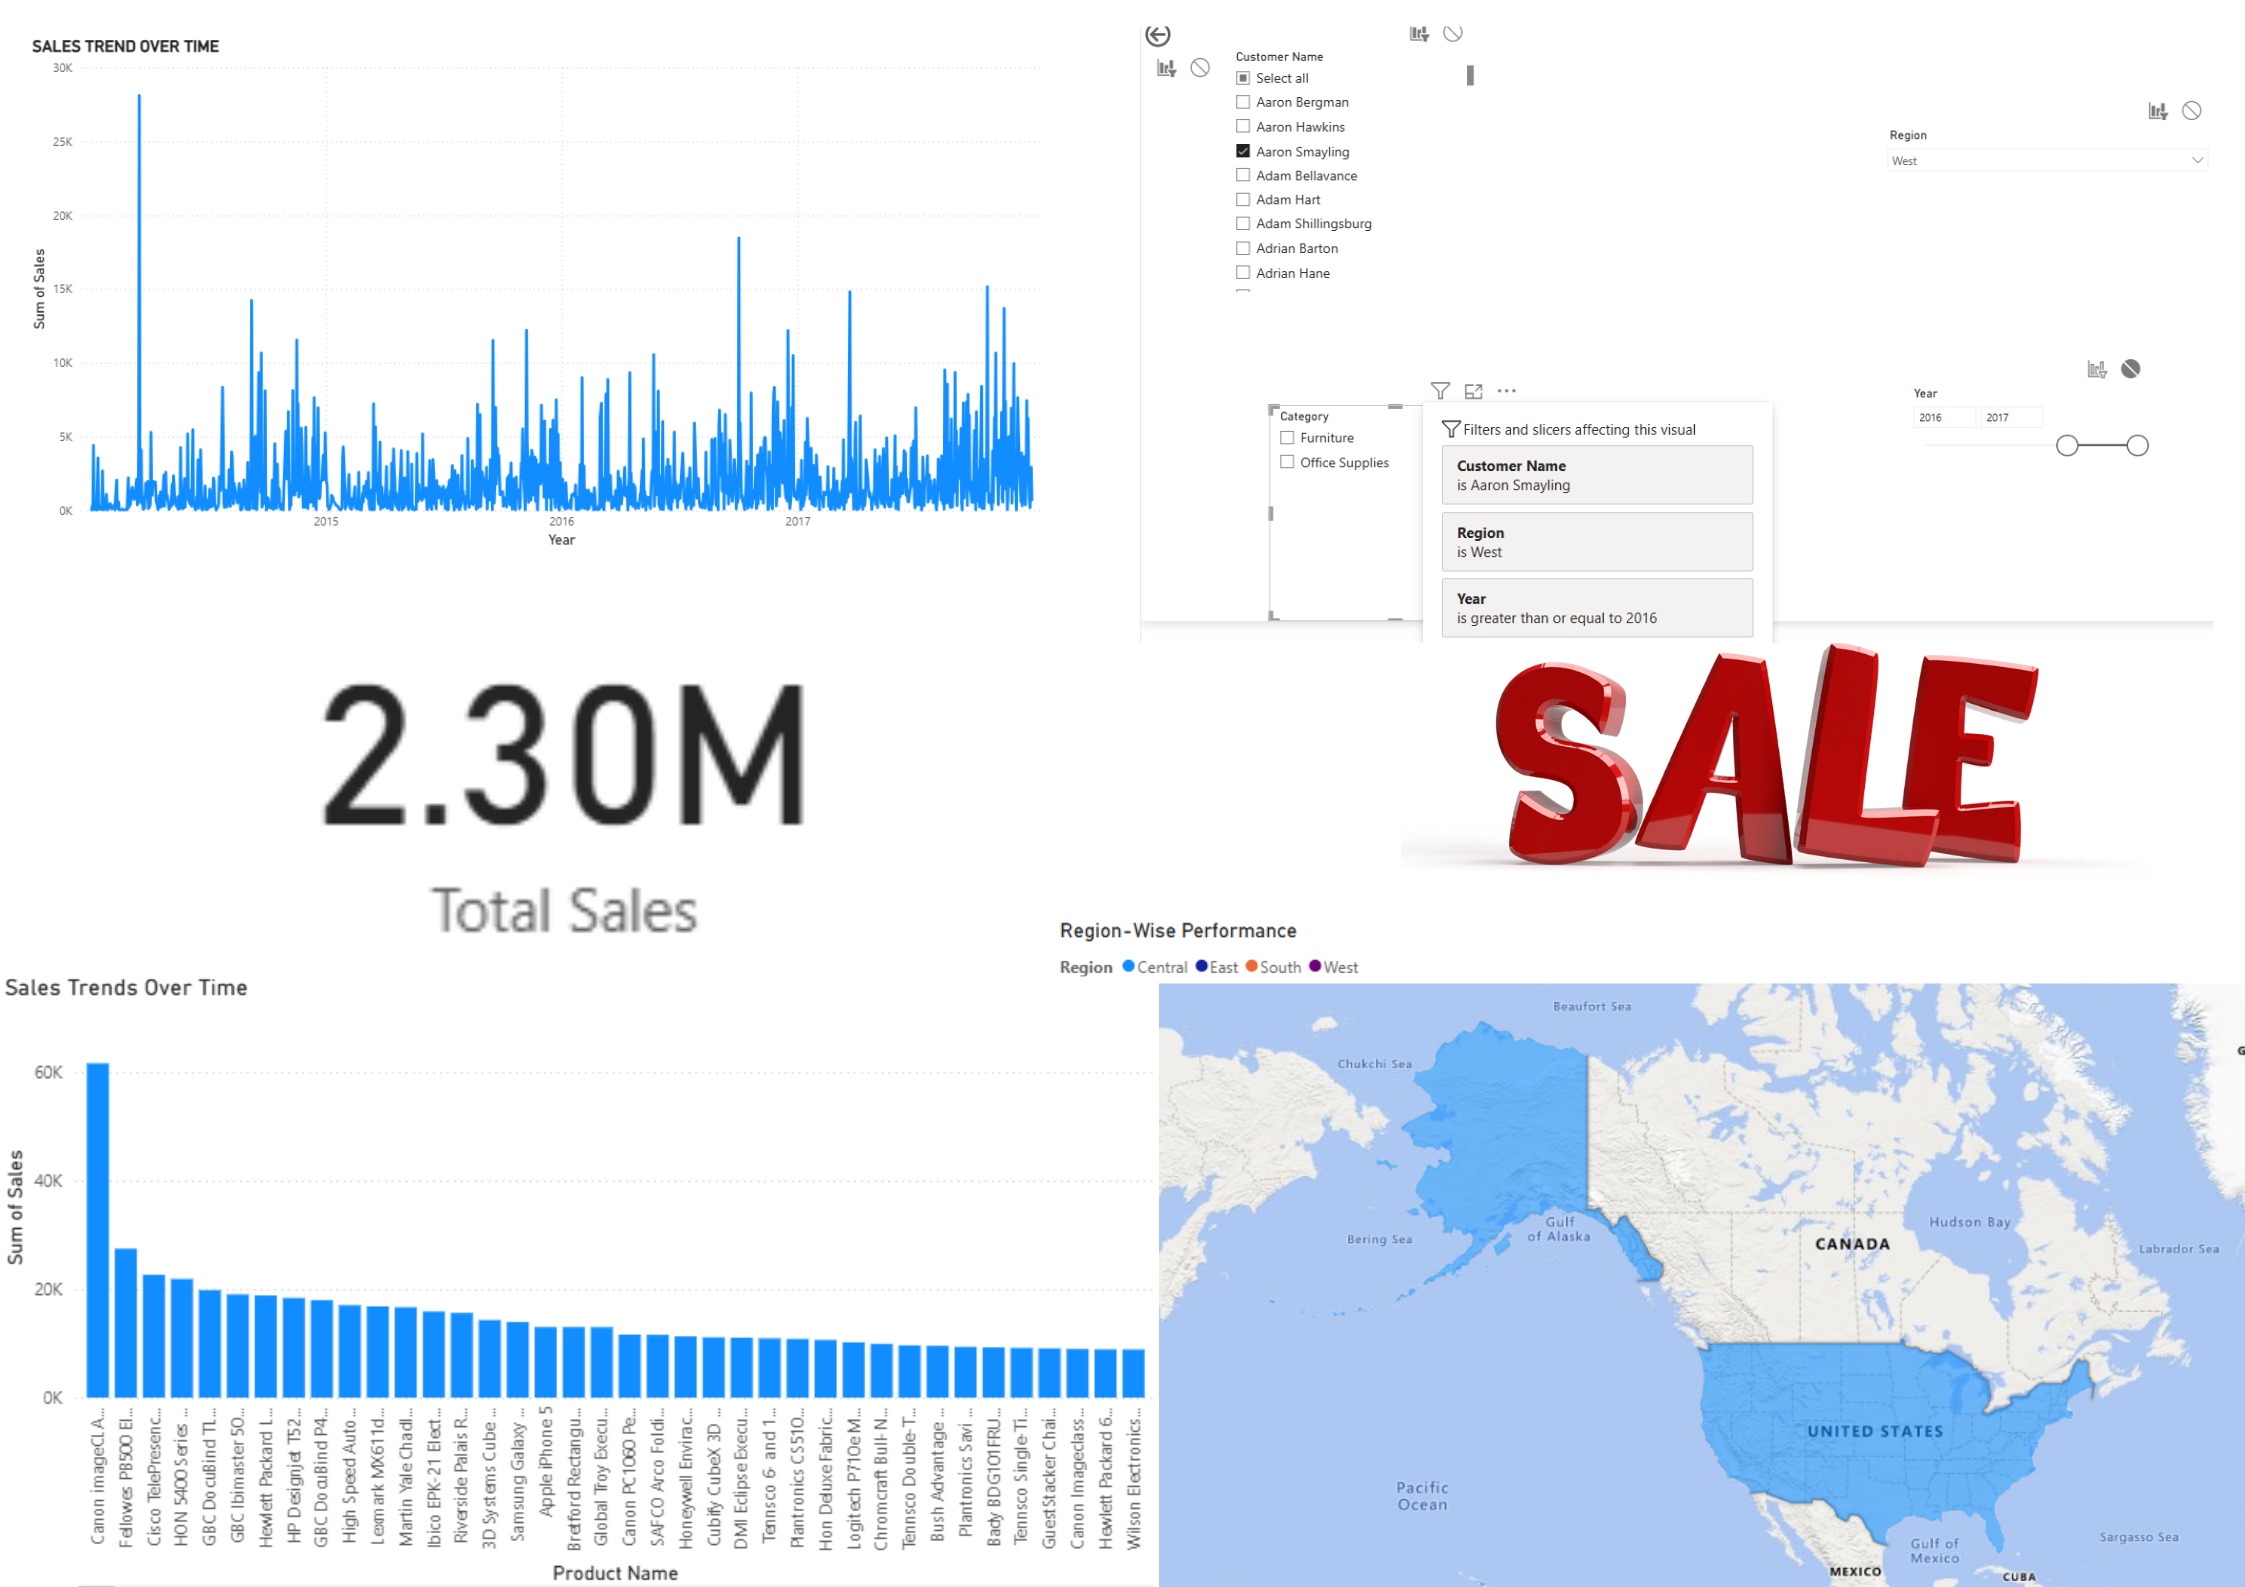 SALES TREND OVER TIME
30K
25K
20K
15K
10K
5K
0K
Sum of Sales
2015
2016
2017
Year
Customer Name
Select all
Aaron Bergman
Aaron Hawkins
Aaron Smayling
Adam Bellavance
Adam Hart
Adam Shillingsburg
Adrian Barton
Adrian Hane
Region
West
Year
2016
2017
Category
Furniture
Office Supplies
Filters and slicers affecting this visual
Customer Name
is Aaron Smayling
Region
is West
Year
is greater than or equal to 2016
2.30M
Total Sales
SALE
Sales Trends Over Time
60K
40K
20K
0K
Sum of Sales
Canon imageCL A...
Fellowes PB500 El...
Cisco TelePresenc...
HON 5400 Series ...
GBC DocuBind TL...
GBC Ibimaster 50...
Hewlett Packard L...
HP Designjet T52...
GBC DocuBind P4...
High Speed Auto ...
Lexmark MX611d...
Martin Yale Chadl...
Ibico EPK-21 Elect...
Riverside Palais R...
3D Systems Cube ...
Samsung Galaxy ...
Apple iPhone 5
Bretford Rectangu...
Global Troy Execu...
Canon PC1060 Pe...
SAFCO Arco Foldi...
Honeywell Envirac...
Cubify CubeX 3D ...
DMI Eclipse Execu...
Tennsco 6- and 1...
Plantronics CS510...
Hon Deluxe Fabric...
Logitech P710e M...
Chromcraft Bull-N...
Tennsco Double-T...
Bush Advantage ...
Plantronics Savi ...
Bady BDG101FRU...
Tennsco Single-Ti...
GuestStacker Chai...
Canon Imageclass...
Hewlett Packard 6...
Wilson Electronics...
Product Name
Region-Wise Performance
Region Central East South West
Beaufort Sea
Chukchi Sea
G
Bering Sea
Gulf
of Alaska
Hudson Bay
CANADA
Labrador Sea
UNITED STATES
Pacific
Ocean
Sargasso Sea
Gulf of
Mexico
MEXICO
CUBA